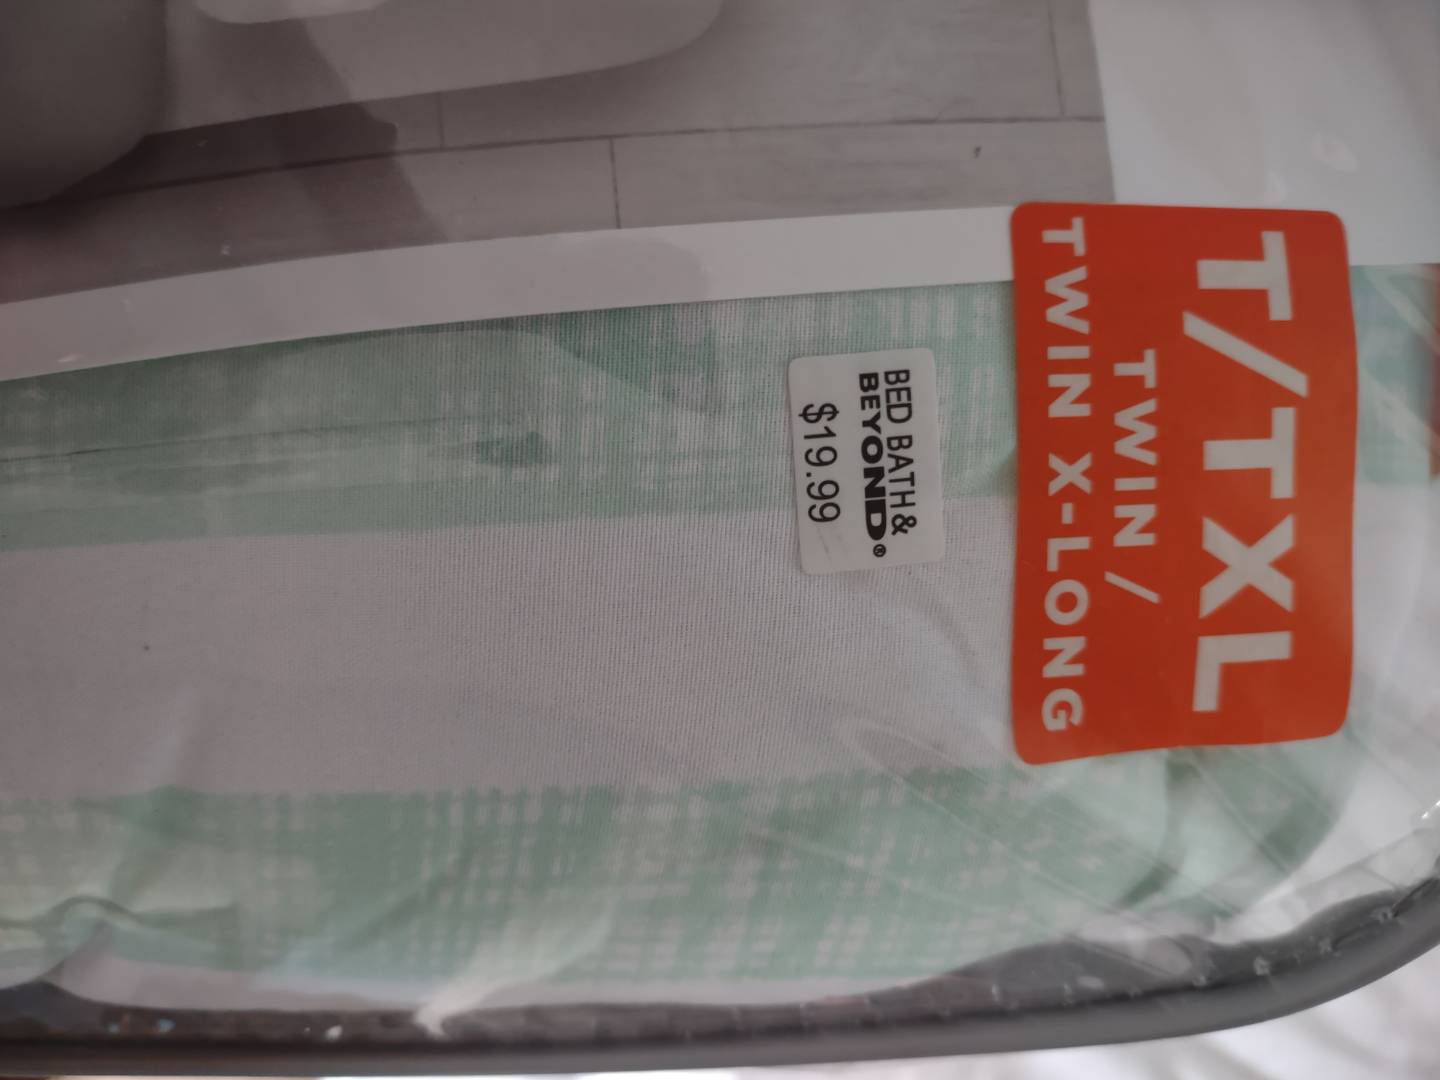 T/TXL
TWIN /
TWIN X-LONG
BED BATH &
BEYOND®
$19.99